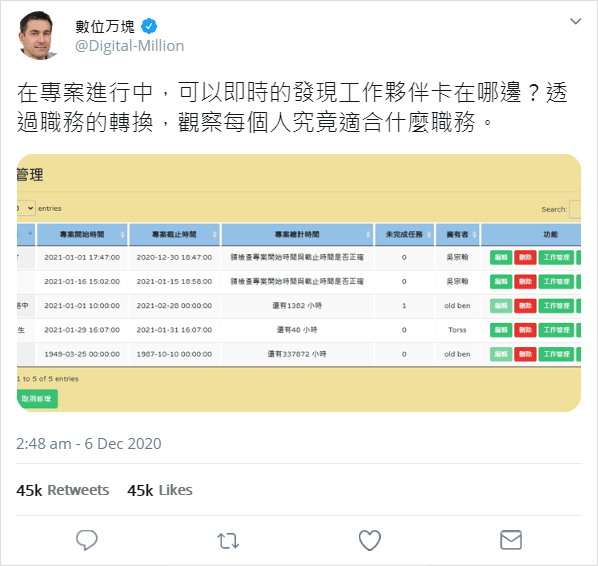 數位万塊
@Digital-Million
在專案進行中，可以即時的發現工作夥伴卡在哪邊？透
過職務的轉換，觀察每個人究竟適合什麼職務。
管理
entries Search:
專案開始時間 專案截止時間 專案總計時間 未完成任務 擁有者 功能
2021-01-01 17:47:00 2020-12-30 18:47:00 請檢查專案開始時間與截止時間是否正確 0 吳宗翰 編輯 刪除 工作管理
2021-01-16 15:02:00 2021-01-15 18:58:00 請檢查專案開始時間與截止時間是否正確 0 吳宗翰 編輯 刪除 工作管理
中 2021-01-01 10:00:00 2021-02-28 00:00:00 還有1382 小時 1 old ben 編輯 刪除 工作管理
生 2021-01-29 16:07:00 2021-01-31 16:07:00 還有48 小時 0 Torss 編輯 刪除 工作管理
1949-03-25 00:00:00 1987-10-10 00:00:00 還有337872 小時 0 old ben 編輯 刪除 工作管理
1 to 5 of 5 entries
取消新增
2:48 am - 6 Dec 2020
45k Retweets 45k Likes